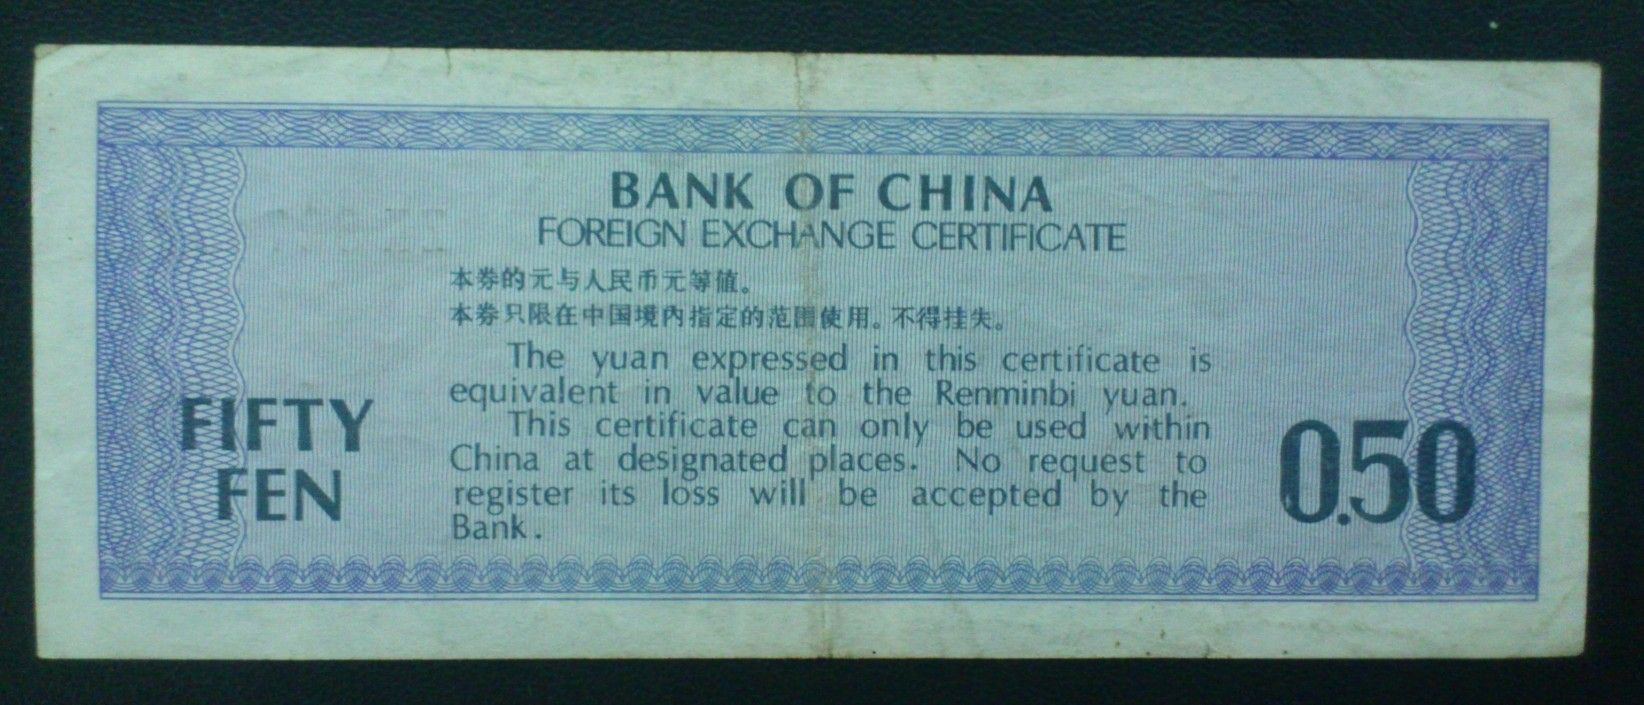 BANK OF CHINA
FOREIGN EXCHANGE CERTIFICATE
本券的元与人民币元等值。
本券只限在中国境内指定的范围使用。不得挂失。
The yuan expressed in this certificate is
equivalent in value to the Renminbi yuan.
This certificate can only be used within
China at designated places. No request to
register its loss will be accepted by the
Bank.
FIFTY
FEN
0.50